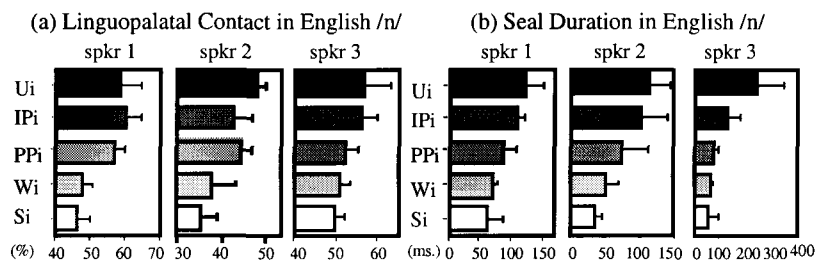 (a) Linguopalatal Contact in English /n/ (b) Seal Duration in English /n/
spkr 1 spkr 2 spkr 3 spkr 1 spkr 2 spkr 3
Ui Ui
IPi IPi
PPi PPi
Wi Wi
Si Si
(%) 40 50 60 70 30 40 50 40 50 60 (ms.) 0 50 100 150 0 50 100 150 0 100 200 300 400